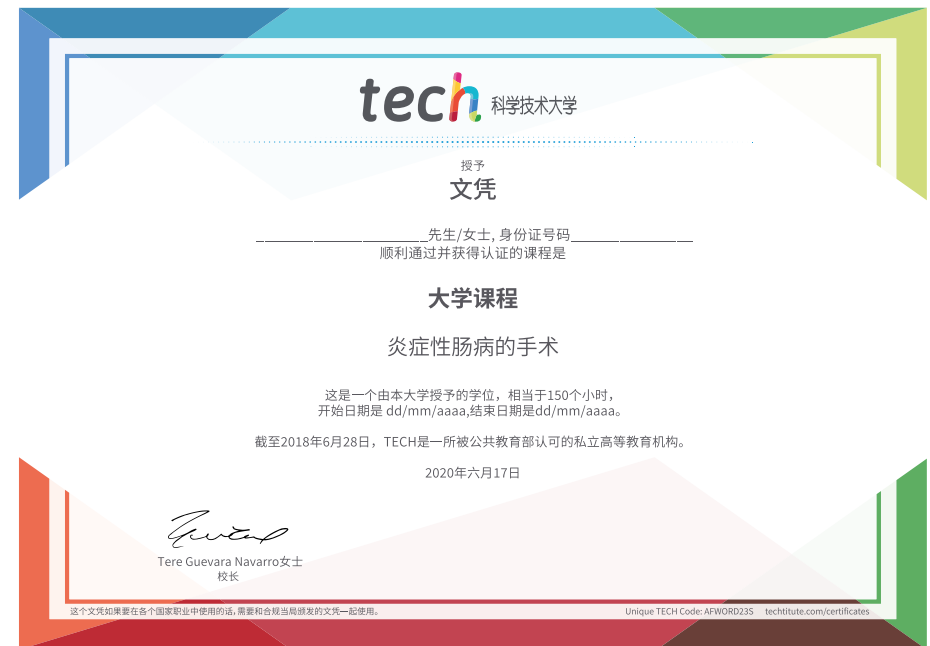 tech 科学技术大学
授予
文凭
________________________先生/女士, 身份证号码__________________
顺利通过并获得认证的课程是
大学课程
炎症性肠病的手术
这是一个由本大学授予的学位，相当于150个小时，
开始日期是 dd/mm/aaaa,结束日期是dd/mm/aaaa。
截至2018年6月28日，TECH是一所被公共教育部认可的私立高等教育机构。
2020年六月17日
Tere Guevara Navarro女士
校长
这个文凭如果要在各个国家职业中使用的话,需要和合规当局颁发的文凭一起使用。
Unique TECH Code: AFWORD23S techtitute.com/certificates